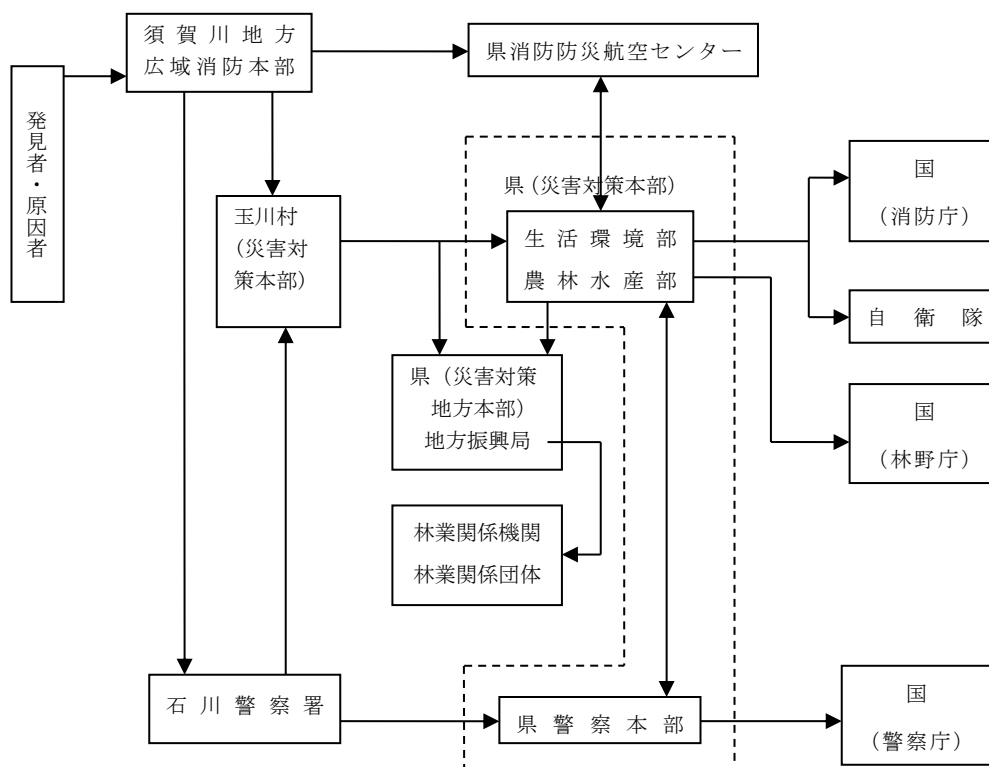 須賀川地方
広域消防本部
県消防防災航空センター
発見者・原因者
県（災害対策本部）
国
（消防庁）
玉川村
（災害対
策本部）
生活環境部
農林水産部
自衛隊
県（災害対策
地方本部）
地方振興局
国
（林野庁）
林業関係機関
林業関係団体
石川警察署
県警察本部
国
（警察庁）